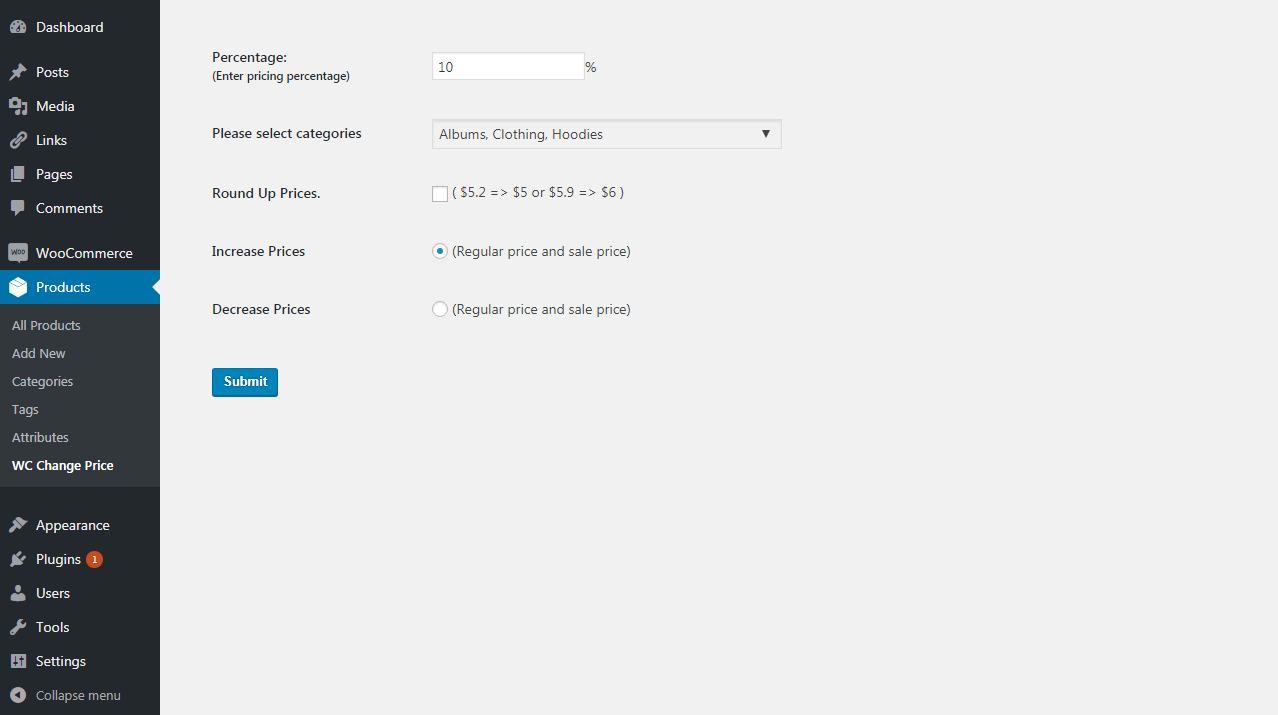 Dashboard
Posts
Media
Links
Pages
Comments
WOO WooCommerce
Products
All Products
Add New
Categories
Tags
Attributes
WC Change Price
Appearance
Plugins 1
Users
Tools
Settings
Collapse menu
Percentage:
(Enter pricing percentage)
10 %
Please select categories
Albums, Clothing, Hoodies
Round Up Prices.
( $5.2 => $5 or $5.9 => $6 )
Increase Prices
(Regular price and sale price)
Decrease Prices
(Regular price and sale price)
Submit